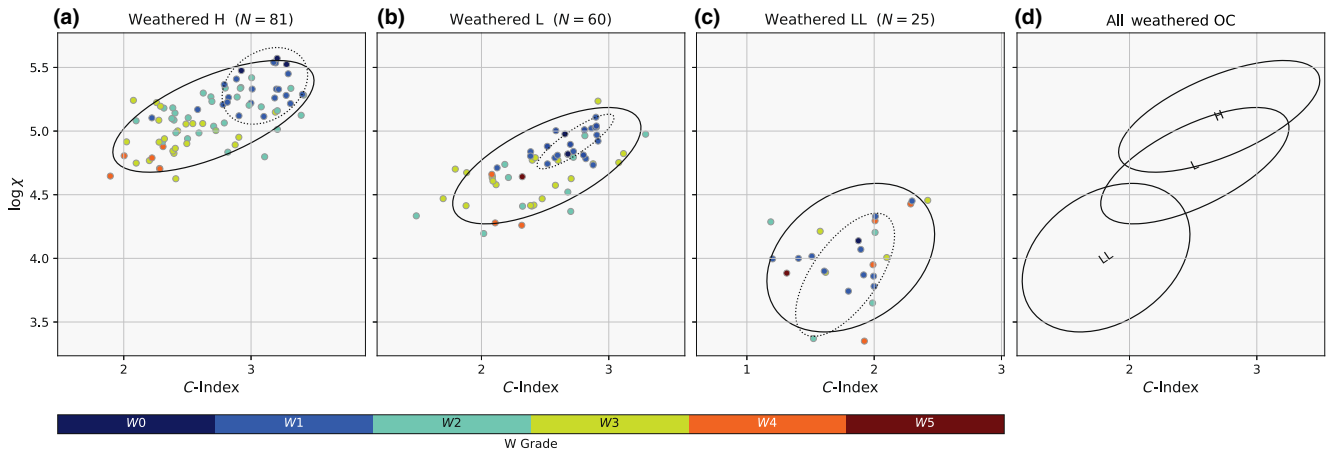 (a) Weathered H (N = 81)
(b) Weathered L (N = 60)
(c) Weathered LL (N = 25)
(d) All weathered OC
log χ
5.5
5.0
4.5
4.0
3.5
2 3
C-Index
2 3
C-Index
1 2 3
C-Index
2 3
C-Index
H
L
LL
W0 W1 W2 W3 W4 W5
W Grade